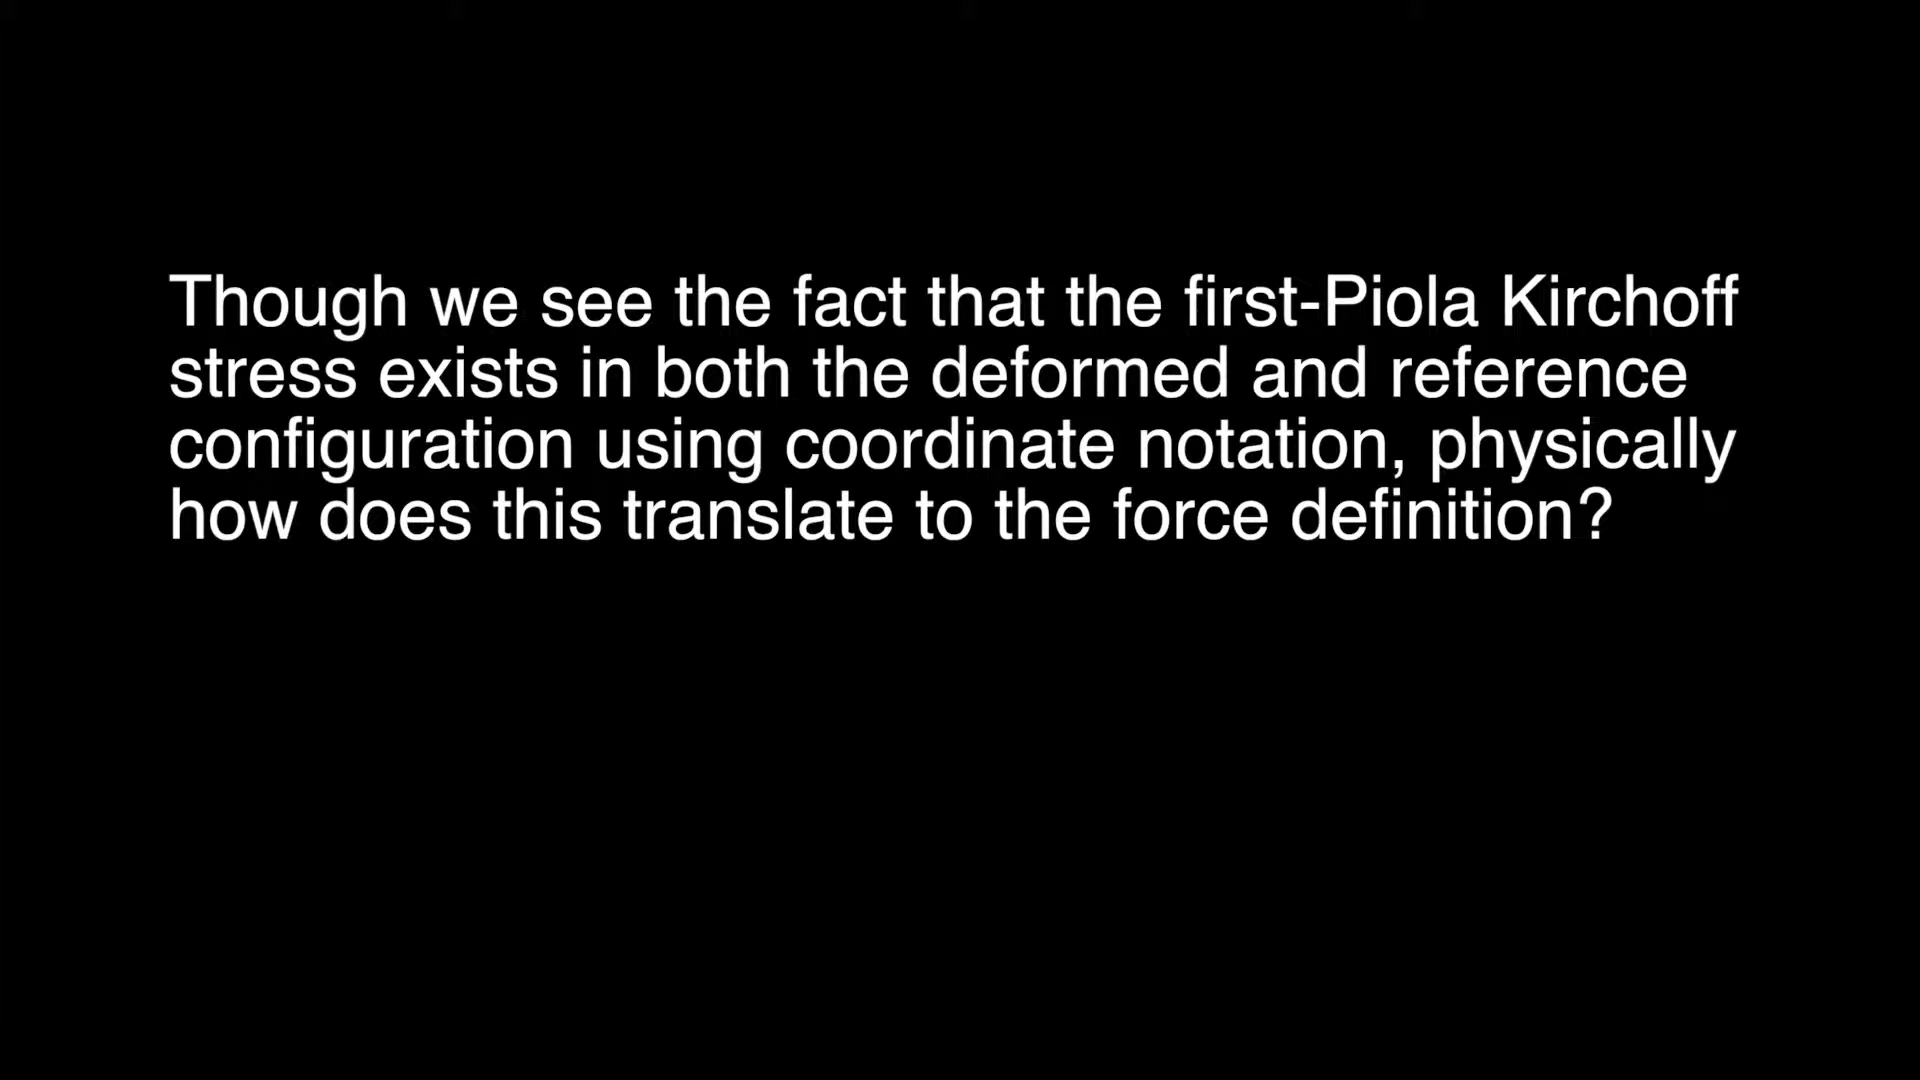 Though we see the fact that the first-Piola Kirchoff
stress exists in both the deformed and reference
configuration using coordinate notation, physically
how does this translate to the force definition?